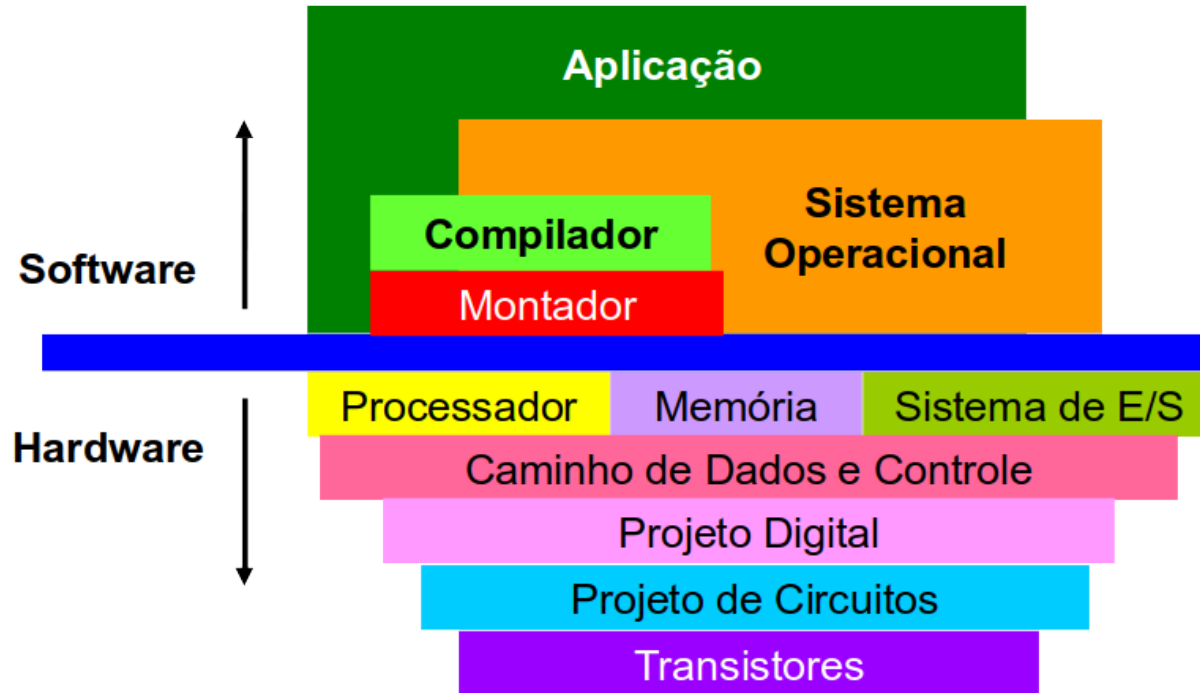 Aplicação
Sistema
Operacional
Compilador
Montador
Software
Hardware
Processador
Memória
Sistema de E/S
Caminho de Dados e Controle
Projeto Digital
Projeto de Circuitos
Transistores